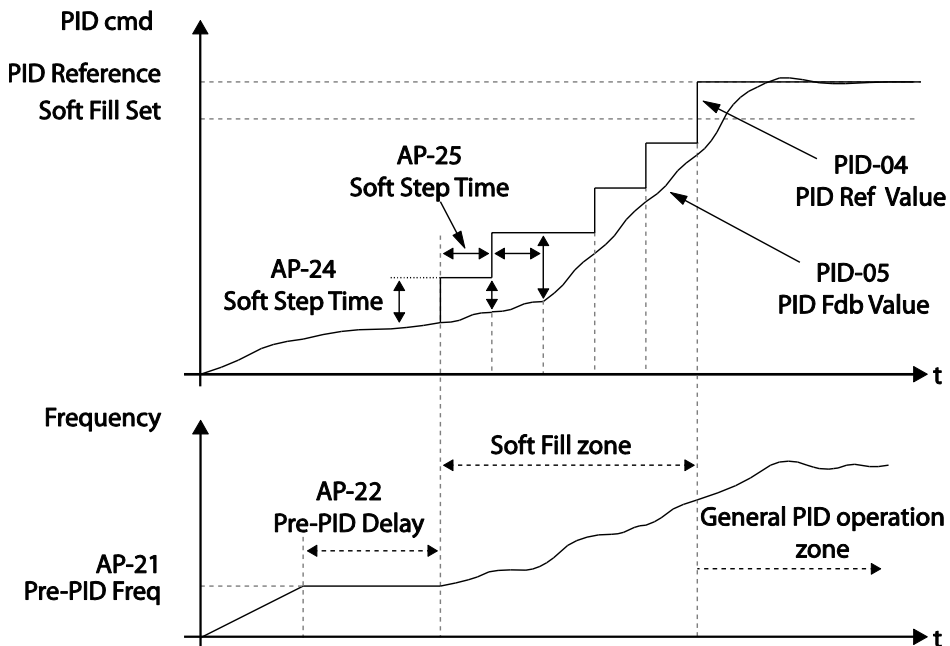 PID cmd
PID Reference
Soft Fill Set
AP-25
Soft Step Time
AP-24
Soft Step Time
PID-04
PID Ref Value
PID-05
PID Fdb Value
t
Frequency
Soft Fill zone
AP-22
Pre-PID Delay
General PID operation
zone
AP-21
Pre-PID Freq
t